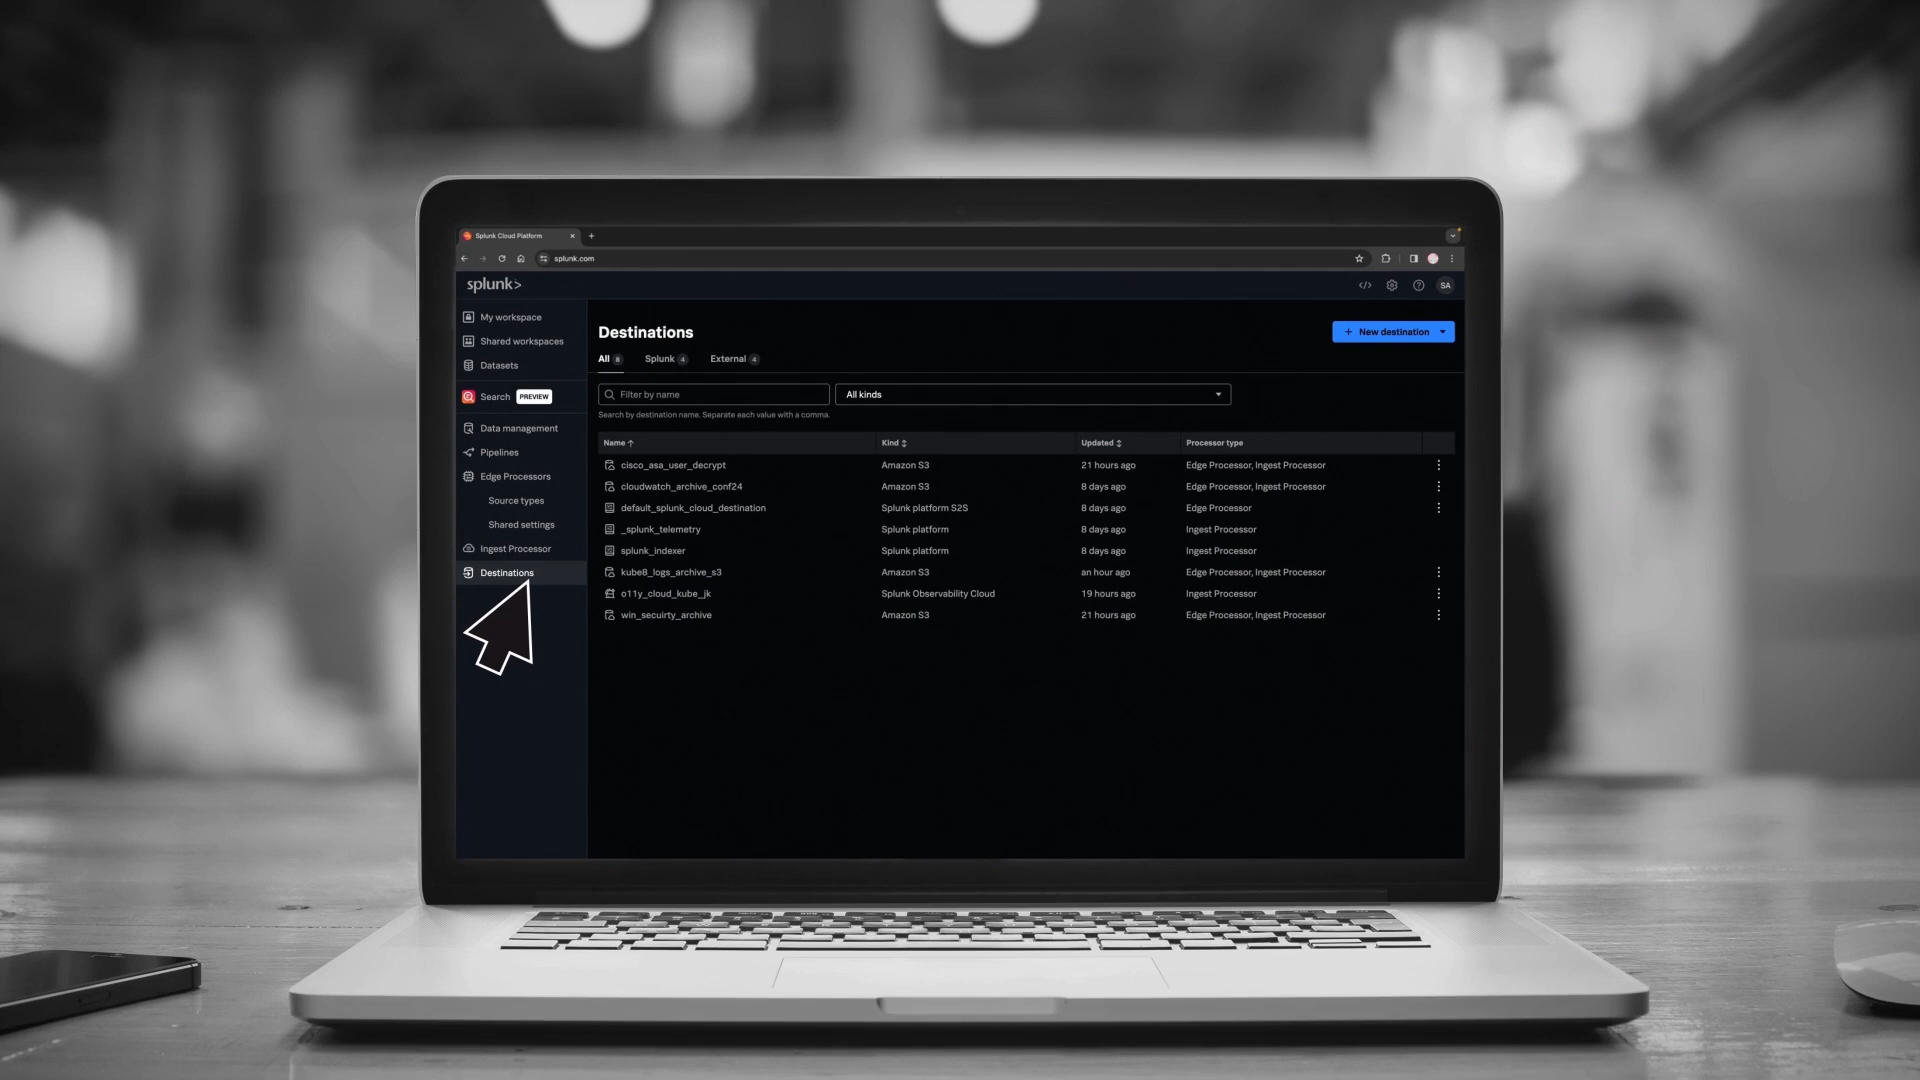 Splunk Cloud Platform
splunk.com
splunk>
SA
My workspace
Shared workspaces
Datasets
Search PREVIEW
Data management
Pipelines
Edge Processors
Source types
Shared settings
Ingest Processor
Destinations
Destinations
+ New destination
All 8 Splunk 4 External 4
Filter by name
All kinds
Search by destination name. Separate each value with a comma.
Name Kind Updated Processor type
cisco_asa_user_decrypt Amazon S3 21 hours ago Edge Processor, Ingest Processor
cloudwatch_archive_conf24 Amazon S3 8 days ago Edge Processor, Ingest Processor
default_splunk_cloud_destination Splunk platform S2S 8 days ago Edge Processor
_splunk_telemetry Splunk platform 8 days ago Ingest Processor
splunk_indexer Splunk platform 8 days ago Ingest Processor
kube8_logs_archive_s3 Amazon S3 an hour ago Edge Processor, Ingest Processor
o11y_cloud_kube_jk Splunk Observability Cloud 19 hours ago Ingest Processor
win_secuirty_archive Amazon S3 21 hours ago Edge Processor, Ingest Processor